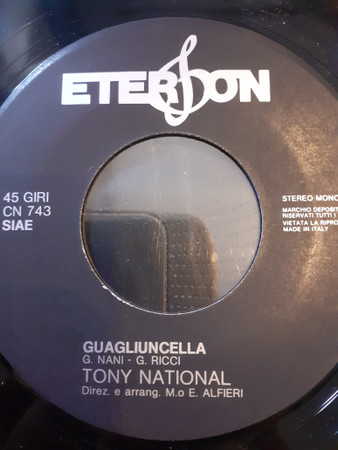 ETERSON
45 GIRI
CN 743
SIAE
STEREO MONO
MARCHIO DEPOSIT
RISERVATI TUTTI I
VIETATA LA RIPRO
MADE IN ITALY
GUAGLIUNCELLA
G. NANI - G. RICCI
TONY NATIONAL
Direz. e arrang. M.o E. ALFIERI